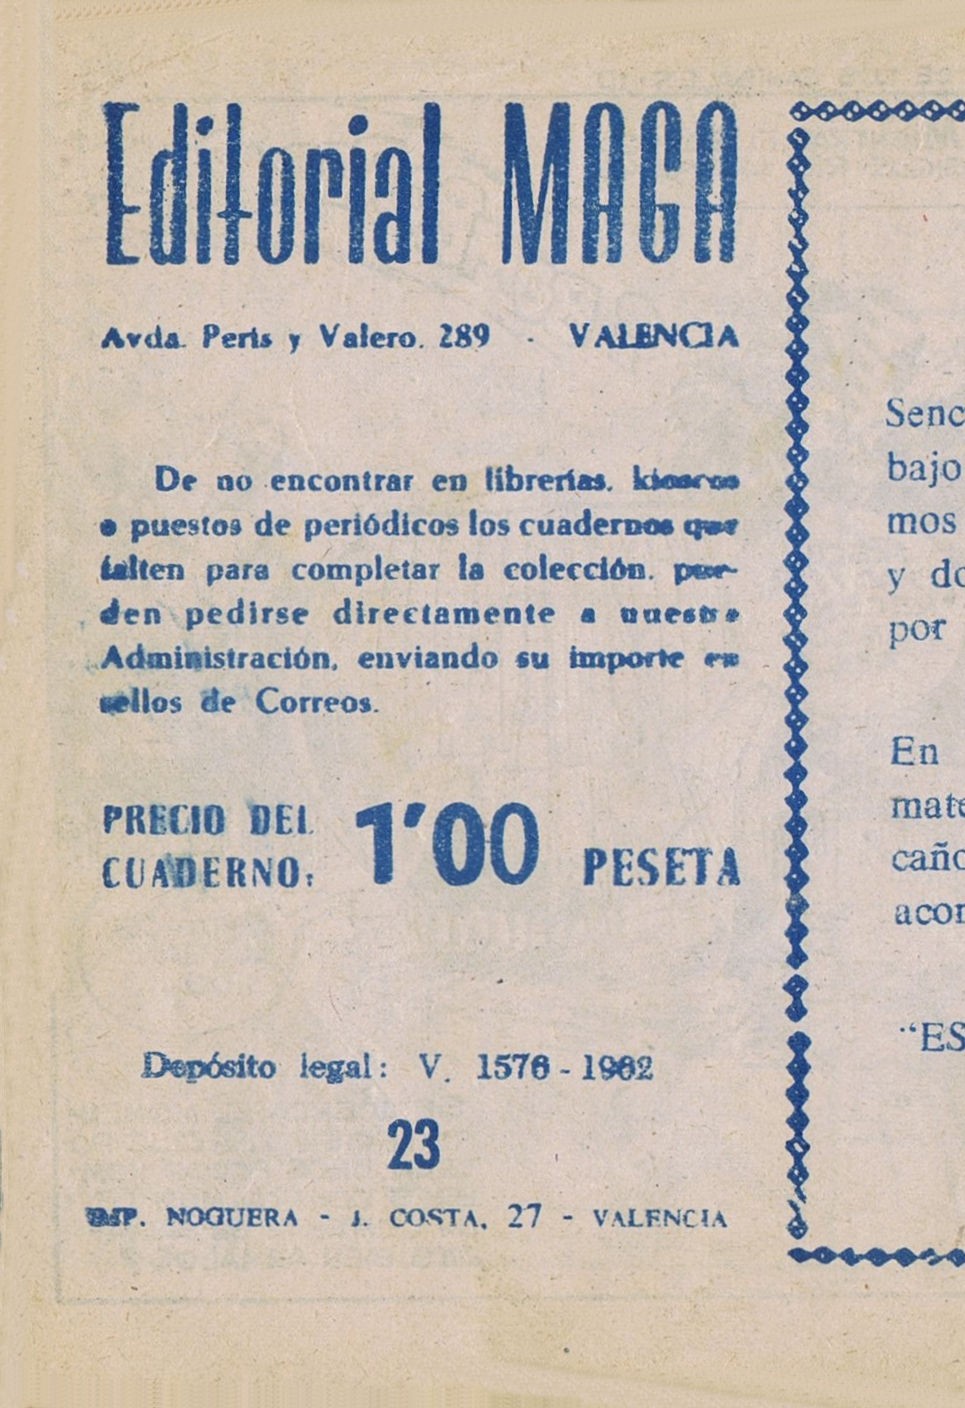 Editorial MAGA
Avda. Peris y Valero, 289 - VALENCIA
De no encontrar en librerías, kioscos
o puestos de periódicos los cuadernos que
falten para completar la colección, pue-
den pedirse directamente a nuestra
Administración, enviando su importe en
sellos de Correos.
PRECIO DEL
CUADERNO: 1'00 PESETA
Depósito legal: V. 1576 - 1962
23
IMP. NOGUERA - J. COSTA, 27 - VALENCIA
Senc
bajo
mos
y do
por
En
mate
caño
acor
"ES